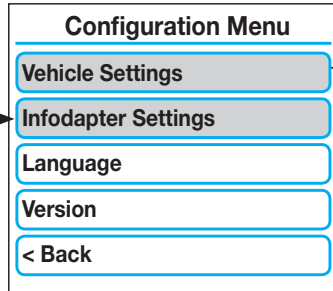 Configuration Menu
Vehicle Settings
Infodapter Settings
Language
Version
< Back